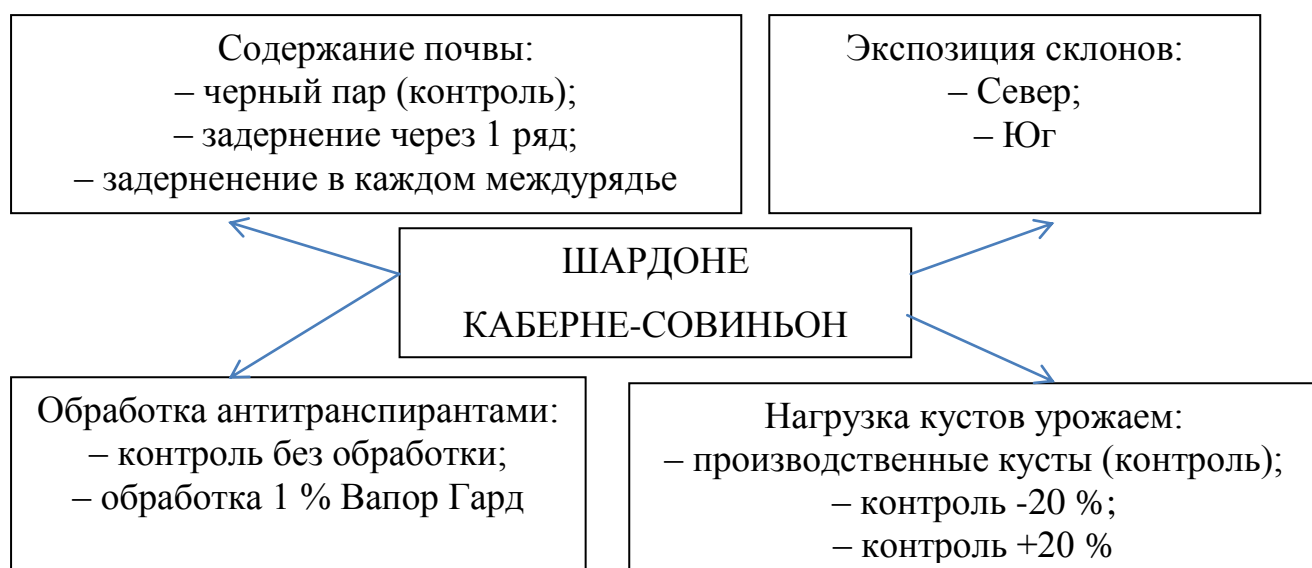 Содержание почвы:
– черный пар (контроль);
– задернение через 1 ряд;
– задерненение в каждом междурядье
Экспозиция склонов:
– Север;
– Юг
ШАРДОНЕ
КАБЕРНЕ-СОВИНЬОН
Обработка антитранспирантами:
– контроль без обработки;
– обработка 1 % Вапор Гард
Нагрузка кустов урожаем:
– производственные кусты (контроль);
– контроль -20 %;
– контроль +20 %